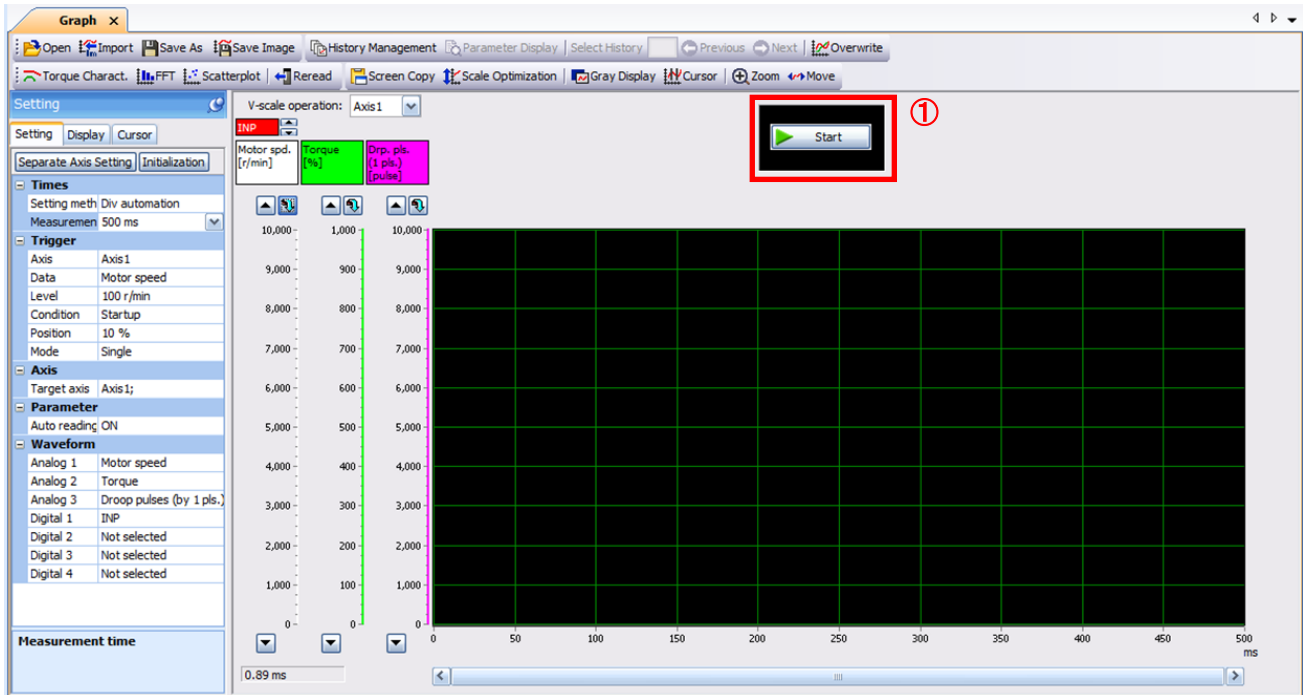 Graph
Open Import Save As Save Image History Management Parameter Display Select History Previous Next Overwrite
Torque Charact. FFT Scatterplot Reread Screen Copy Scale Optimization Gray Display Cursor Zoom Move
Setting
Setting Display Cursor
Separate Axis Setting Initialization
Times
Setting meth Div automation
Measuremen 500 ms
Trigger
Axis Axis1
Data Motor speed
Level 100 r/min
Condition Startup
Position 10 %
Mode Single
Axis
Target axis Axis1;
Parameter
Auto reading ON
Waveform
Analog 1 Motor speed
Analog 2 Torque
Analog 3 Droop pulses (by 1 pls.)
Digital 1 INP
Digital 2 Not selected
Digital 3 Not selected
Digital 4 Not selected
Measurement time
V-scale operation: Axis1
INP
Motor spd. Torque Drp. pls.
[r/min] [%] (1 pls.)
[pulse]
Start
①
10,000 1,000 10,000
9,000 900 9,000
8,000 800 8,000
7,000 700 7,000
6,000 600 6,000
5,000 500 5,000
4,000 400 4,000
3,000 300 3,000
2,000 200 2,000
1,000 100 1,000
0 0 0
0 50 100 150 200 250 300 350 400 450 500
ms
0.89 ms